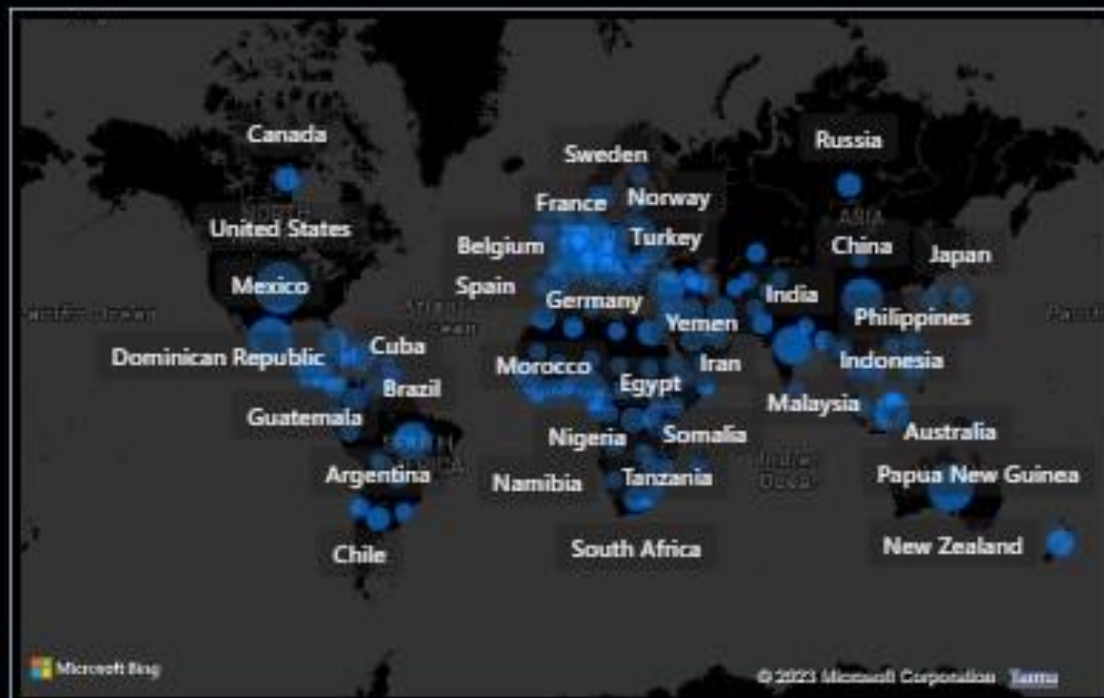 Canada
Russia
Sweden
France
Norway
United States
Belgium
Turkey
China
Japan
Spain
Mexico
Germany
India
Yemen
Philippines
Dominican Republic
Cuba
Morocco
Iran
Indonesia
Egypt
Brazil
Malaysia
Guatemala
Nigeria
Somalia
Australia
Argentina
Namibia
Tanzania
Papua New Guinea
Chile
South Africa
New Zealand
Microsoft Bing
© 2023 Microsoft Corporation Terms